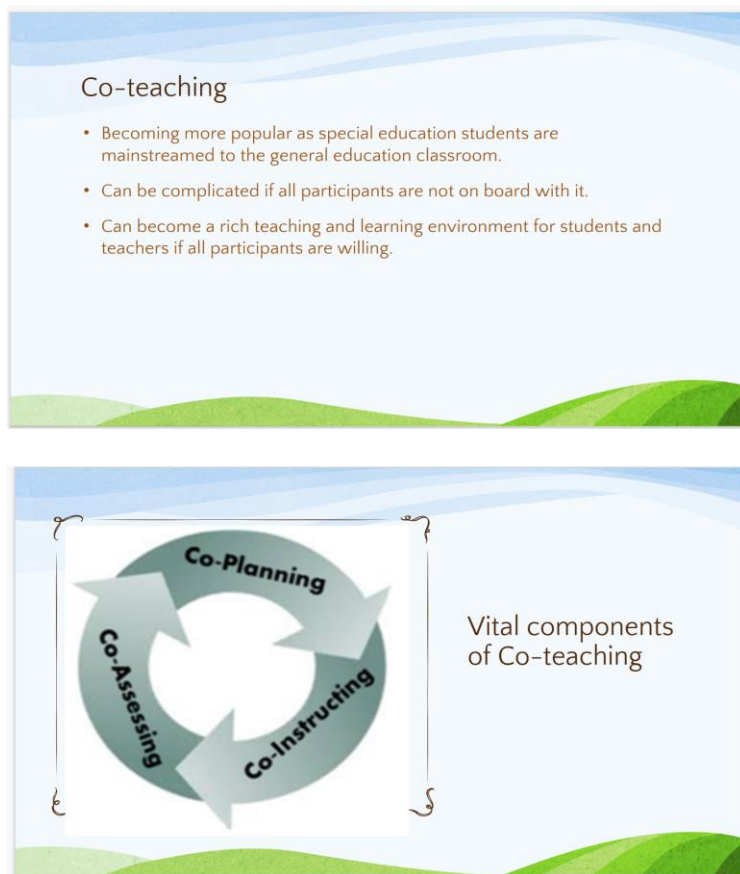 Co-teaching
• Becoming more popular as special education students are
mainstreamed to the general education classroom.
• Can be complicated if all participants are not on board with it.
• Can become a rich teaching and learning environment for students and
teachers if all participants are willing.
Co-Planning
Co-Assessing
Co-Instructing
Vital components
of Co-teaching